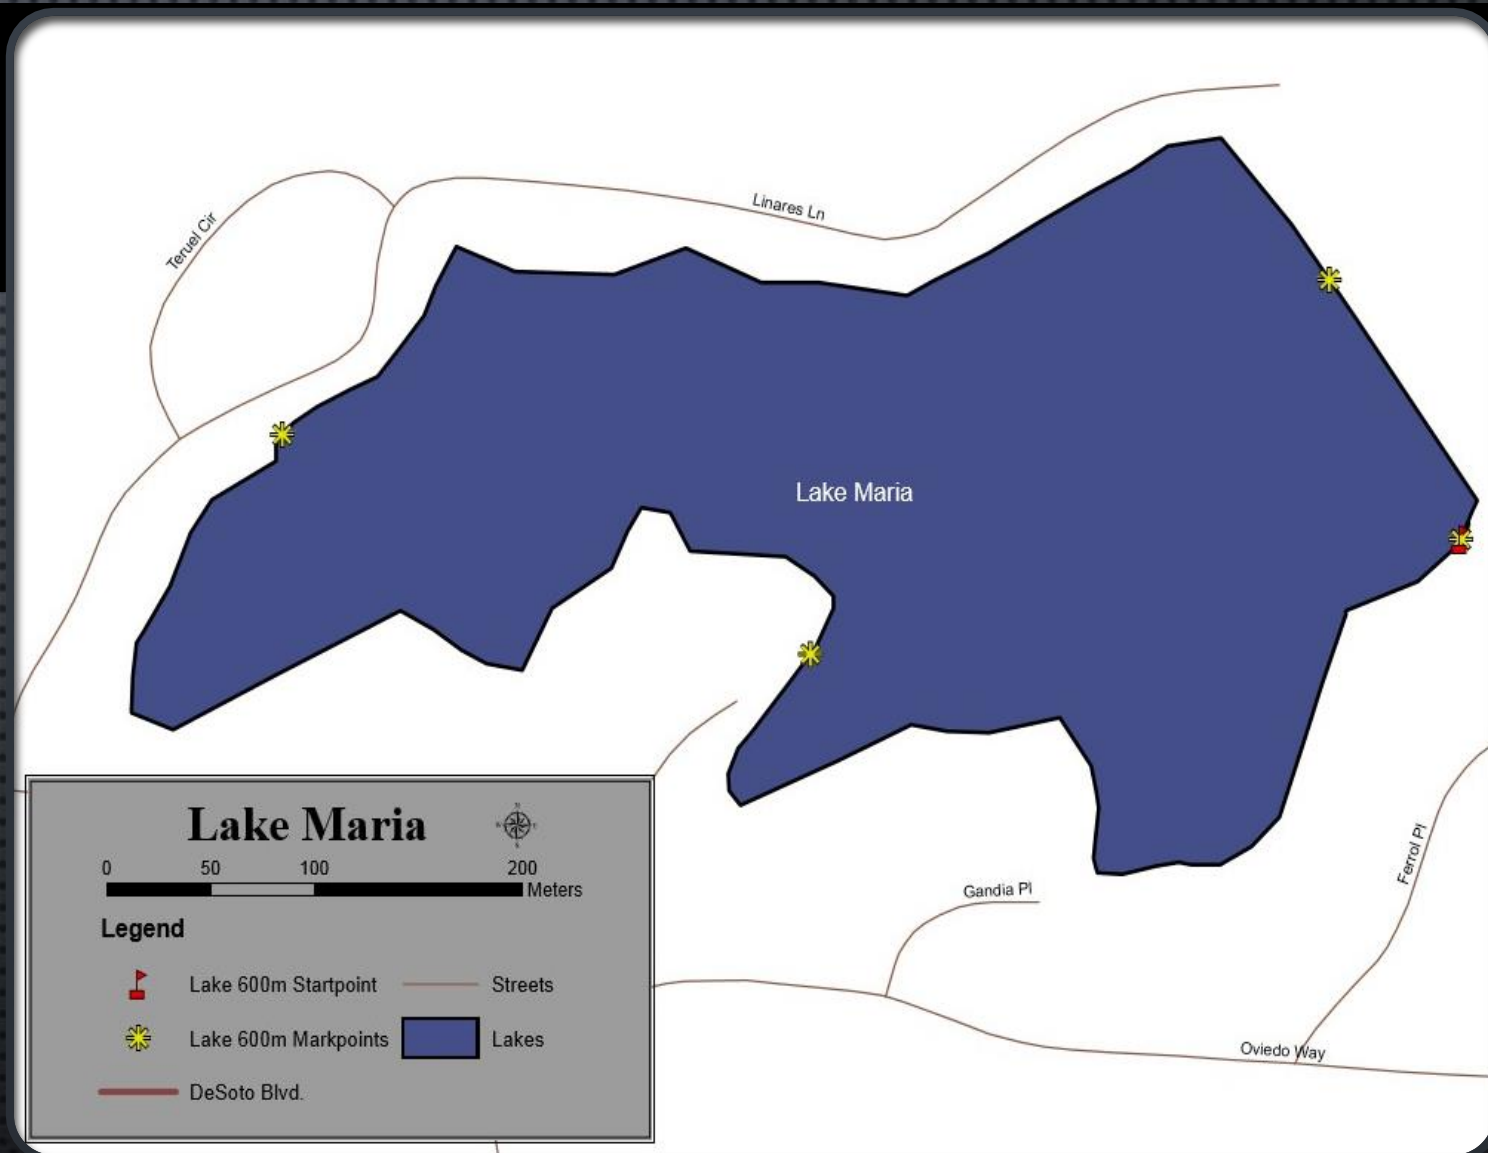 Linares Ln
Teruel Cir
Lake Maria
Ferrol Pl
Gandia Pl
Oviedo Way
Lake Maria
N
W E
S
0 50 100 200
Meters
Legend
Lake 600m Startpoint
Streets
Lake 600m Markpoints
Lakes
DeSoto Blvd.